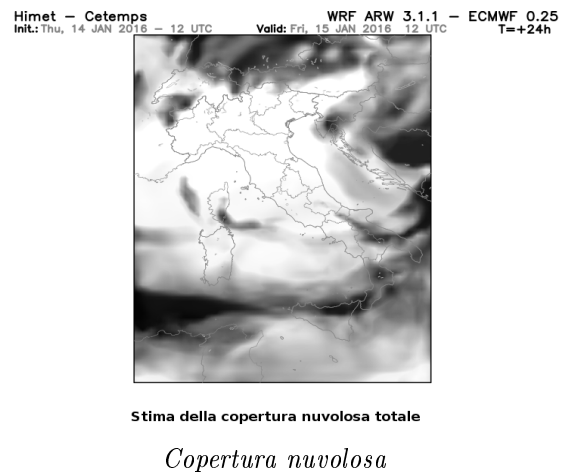 Himet – Cetemps WRF ARW 3.1.1 – ECMWF 0.25
Init.: Thu, 14 JAN 2016 – 12 UTC Valid: Fri, 15 JAN 2016 12 UTC T=+24h
Stima della copertura nuvolosa totale
Copertura nuvolosa